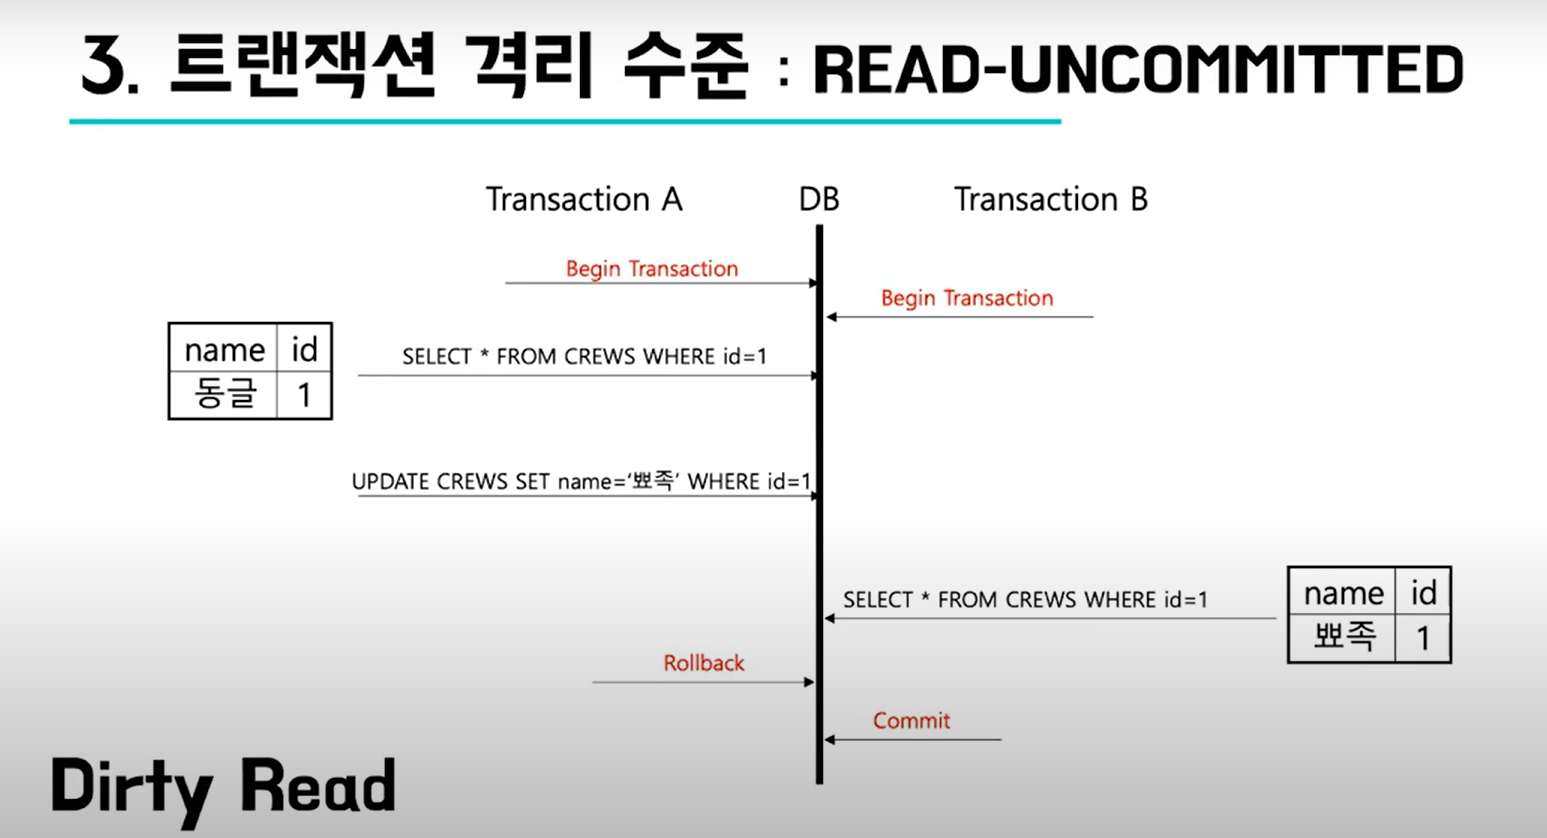 3. 트랜잭션 격리 수준 : READ-UNCOMMITTED
Transaction A DB Transaction B
Begin Transaction
Begin Transaction
name id
동글 1
SELECT * FROM CREWS WHERE id=1
UPDATE CREWS SET name=‘뾰족’ WHERE id=1
SELECT * FROM CREWS WHERE id=1
name id
뾰족 1
Rollback
Commit
Dirty Read